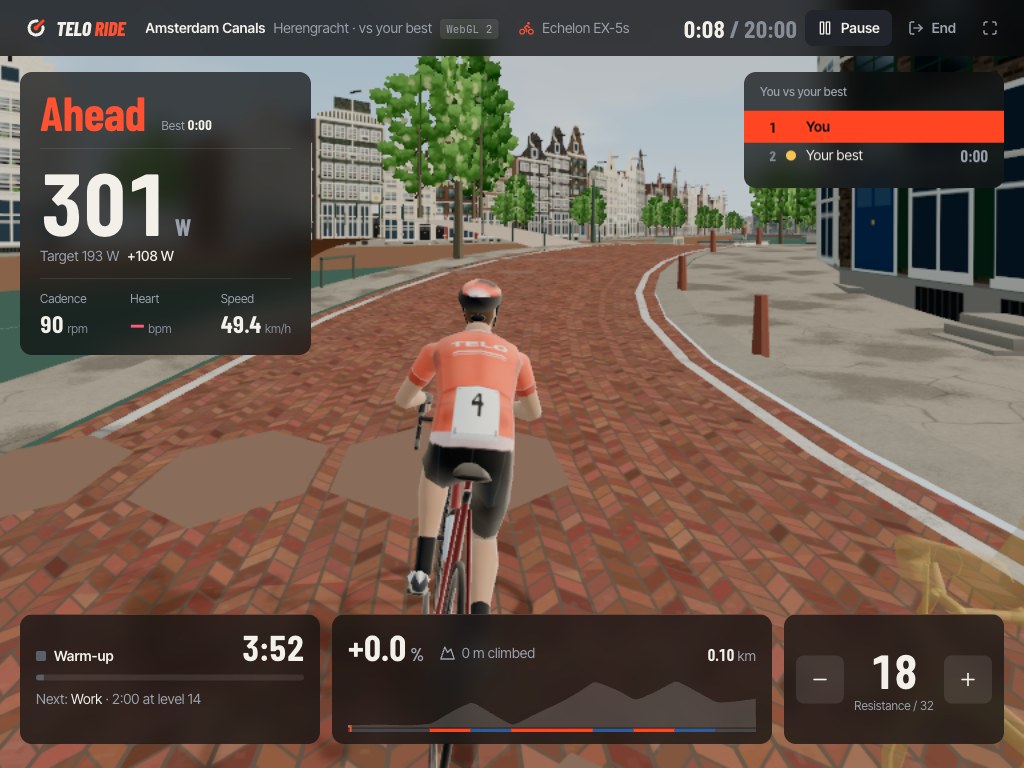 TELO RIDE Amsterdam Canals Herengracht · vs your best WebGL 2 Echelon EX-5s 0:08 / 20:00 Pause End
Ahead Best 0:00
301 W
Target 193 W +108 W
Cadence Heart Speed
90 rpm — bpm 49.4 km/h
You vs your best
1 You
2 Your best 0:00
TELO
4
Warm-up 3:52
Next: Work · 2:00 at level 14
+0.0 % 0 m climbed 0.10 km
− 18 +
Resistance / 32